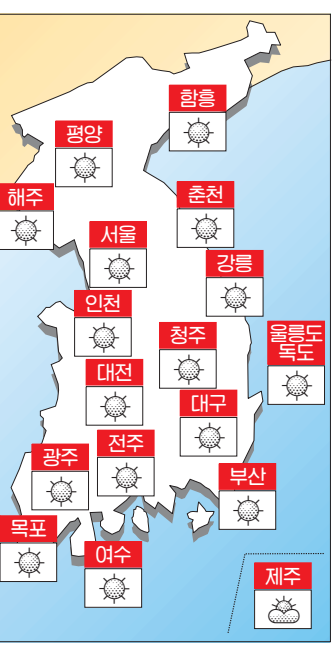 함흥
평양
해주
춘천
서울
강릉
인천
청주
울릉도
독도
대전
대구
전주
광주
부산
목포
여수
제주